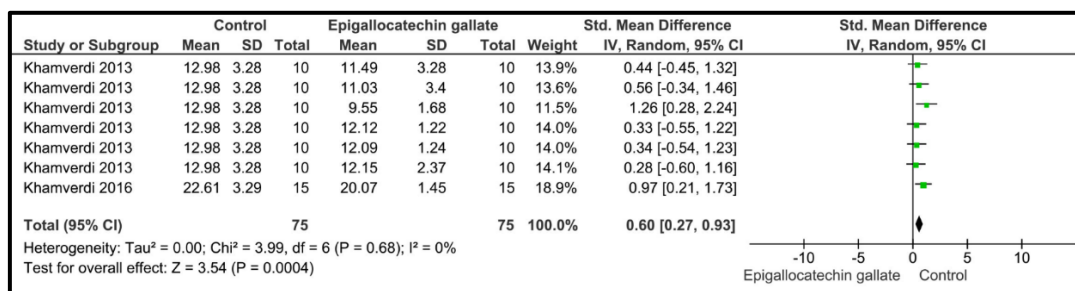 Control Epigallocatechin gallate Std. Mean Difference Std. Mean Difference
Study or Subgroup Mean SD Total Mean SD Total Weight IV, Random, 95% CI IV, Random, 95% CI
Khamverdi 2013 12.98 3.28 10 11.49 3.28 10 13.9% 0.44 [-0.45, 1.32]
Khamverdi 2013 12.98 3.28 10 11.03 3.4 10 13.6% 0.56 [-0.34, 1.46]
Khamverdi 2013 12.98 3.28 10 9.55 1.68 10 11.5% 1.26 [0.28, 2.24]
Khamverdi 2013 12.98 3.28 10 12.12 1.22 10 14.0% 0.33 [-0.55, 1.22]
Khamverdi 2013 12.98 3.28 10 12.09 1.24 10 14.0% 0.34 [-0.54, 1.23]
Khamverdi 2013 12.98 3.28 10 12.15 2.37 10 14.1% 0.28 [-0.60, 1.16]
Khamverdi 2016 22.61 3.29 15 20.07 1.45 15 18.9% 0.97 [0.21, 1.73]
Total (95% CI) 75 75 100.0% 0.60 [0.27, 0.93]
Heterogeneity: Tau² = 0.00; Chi² = 3.99, df = 6 (P = 0.68); I² = 0%
Test for overall effect: Z = 3.54 (P = 0.0004)
-10 -5 0 5 10
Epigallocatechin gallate Control